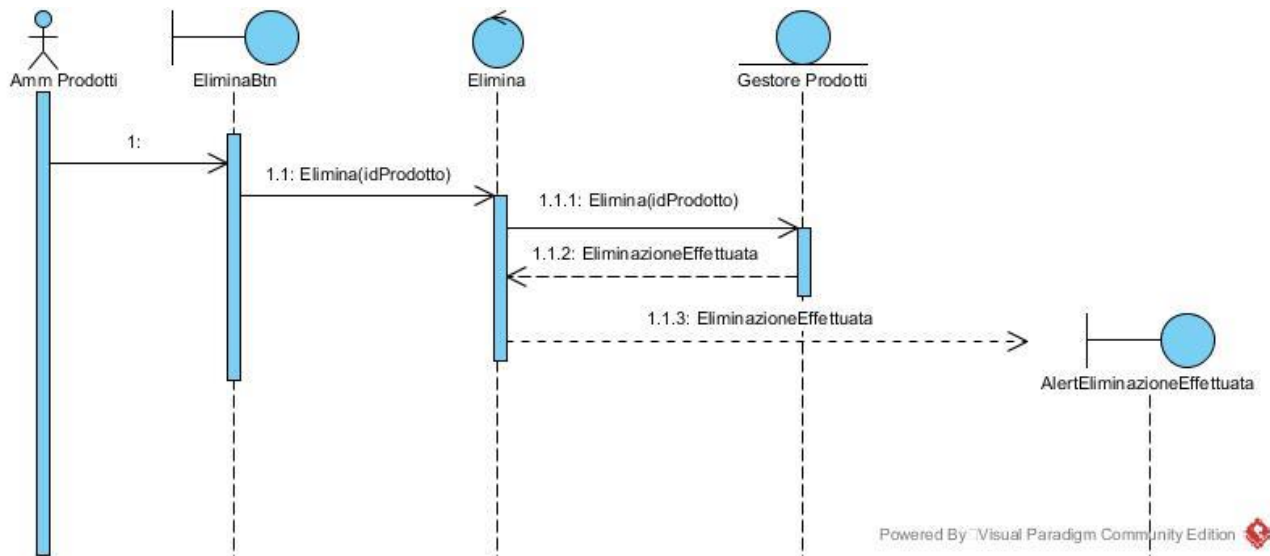 Amm Prodotti
EliminaBtn
Elimina
Gestore Prodotti
1:
1.1: Elimina(idProdotto)
1.1.1: Elimina(idProdotto)
1.1.2: EliminazioneEffettuata
1.1.3: EliminazioneEffettuata
AlertEliminazioneEffettuata
Powered By Visual Paradigm Community Edition